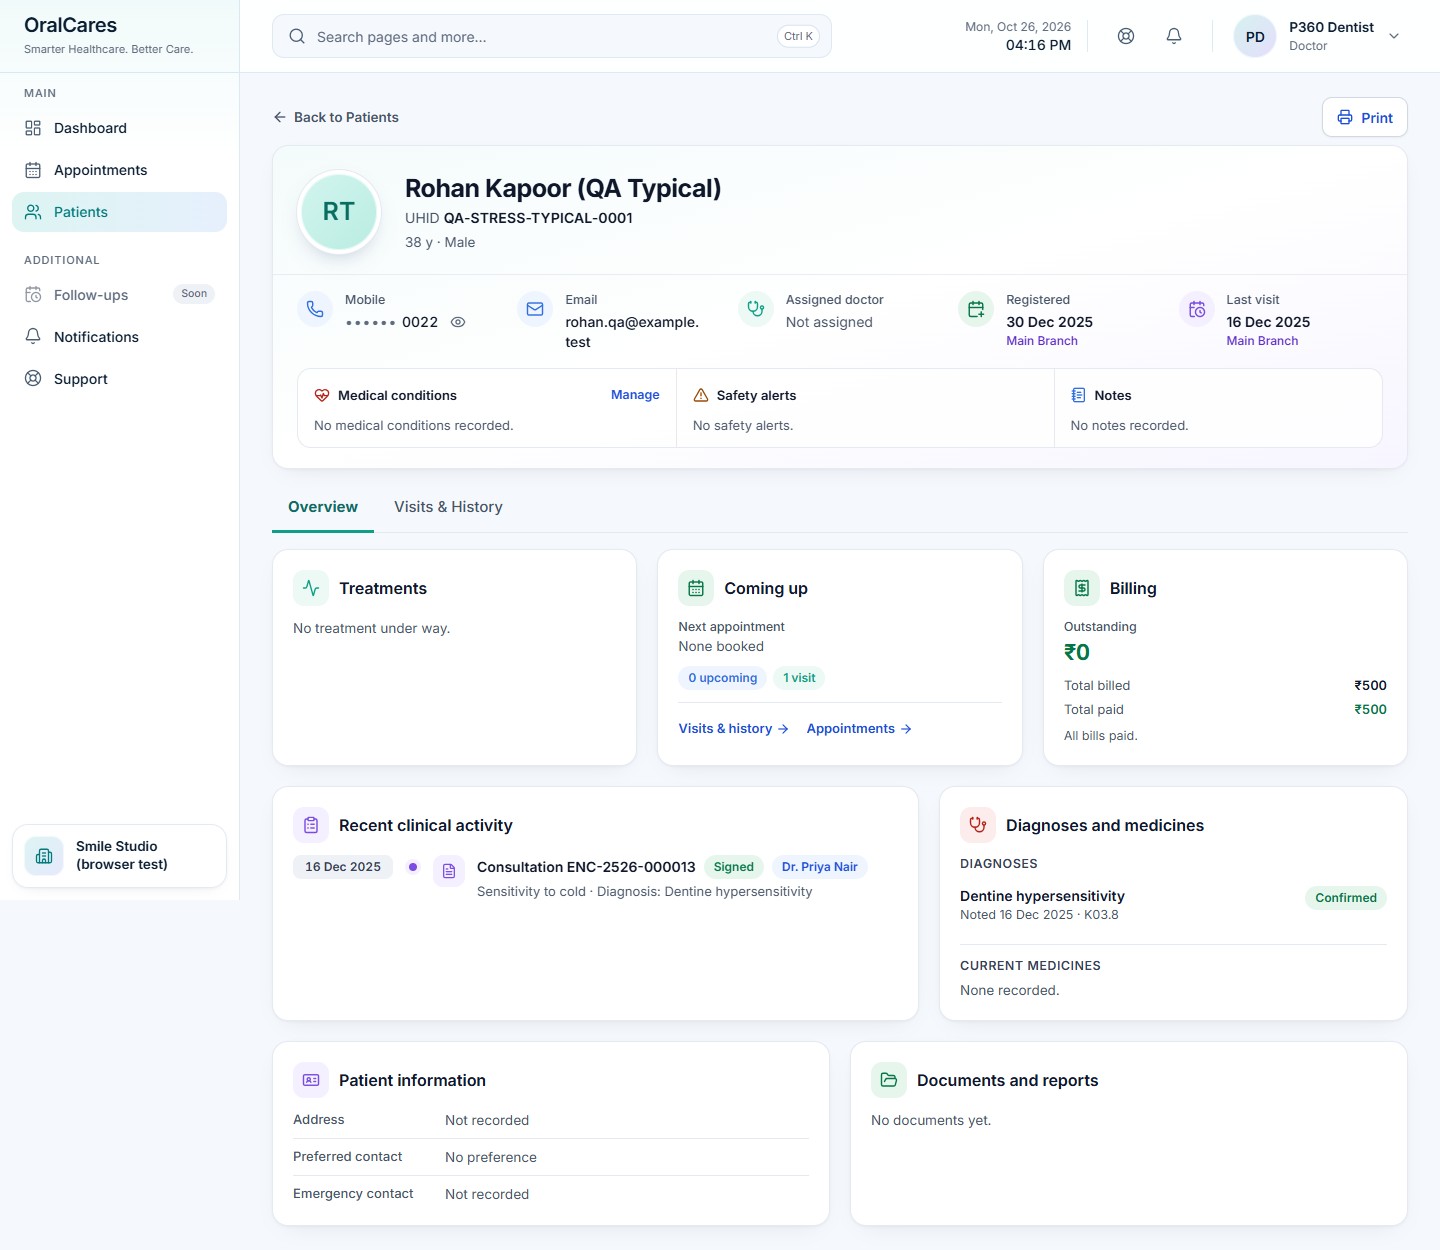 OralCares
Smarter Healthcare. Better Care.
Search pages and more...
Ctrl K
Mon, Oct 26, 2026
04:16 PM
PD
P360 Dentist
Doctor
MAIN
Dashboard
Appointments
Patients
ADDITIONAL
Follow-ups
Soon
Notifications
Support
Smile Studio
(browser test)
Back to Patients
Print
RT
Rohan Kapoor (QA Typical)
UHID QA-STRESS-TYPICAL-0001
38 y · Male
Mobile
•••••• 0022
Email
rohan.qa@example.
test
Assigned doctor
Not assigned
Registered
30 Dec 2025
Main Branch
Last visit
16 Dec 2025
Main Branch
Medical conditions
Manage
No medical conditions recorded.
Safety alerts
No safety alerts.
Notes
No notes recorded.
Overview
Visits & History
Treatments
No treatment under way.
Coming up
Next appointment
None booked
0 upcoming
1 visit
Visits & history →
Appointments →
Billing
Outstanding
₹0
Total billed ₹500
Total paid ₹500
All bills paid.
Recent clinical activity
16 Dec 2025
Consultation ENC-2526-000013 Signed Dr. Priya Nair
Sensitivity to cold · Diagnosis: Dentine hypersensitivity
Diagnoses and medicines
DIAGNOSES
Dentine hypersensitivity
Confirmed
Noted 16 Dec 2025 · K03.8
CURRENT MEDICINES
None recorded.
Patient information
Address Not recorded
Preferred contact No preference
Emergency contact Not recorded
Documents and reports
No documents yet.